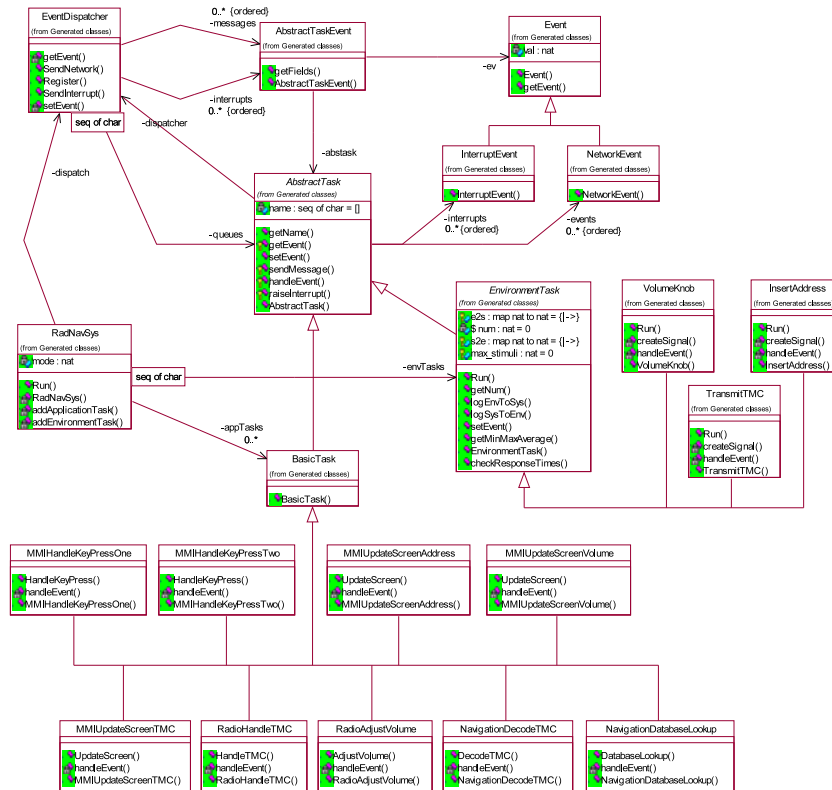 EventDispatcher
(from Generated classes)
getEvent()
SendNetwork()
Register()
SendInterrupt()
setEvent()
seq of char
0..* {ordered}
-messages
-interrupts
0..* {ordered}
AbstractTaskEvent
(from Generated classes)
getFields()
AbstractTaskEvent()
-ev
Event
(from Generated classes)
val : nat
Event()
getEvent()
-dispatcher
-abstask
-dispatch
-queues
AbstractTask
(from Generated classes)
name : seq of char = []
getName()
getEvent()
setEvent()
sendMessage()
handleEvent()
raiseInterrupt()
AbstractTask()
InterruptEvent
(from Generated classes)
InterruptEvent()
NetworkEvent
(from Generated classes)
NetworkEvent()
-interrupts
0..* {ordered}
-events
0..* {ordered}
RadNavSys
(from Generated classes)
mode : nat
Run()
RadNavSys()
addApplicationTask()
addEnvironmentTask()
seq of char
-envTasks
-appTasks
0..*
EnvironmentTask
(from Generated classes)
e2s : map nat to nat = {|->}
$ num : nat = 0
s2e : map nat to nat = {|->}
max_stimuli : nat = 0
Run()
getNum()
logEnvToSys()
logSysToEnv()
setEvent()
getMinMaxAverage()
EnvironmentTask()
checkResponseTimes()
VolumeKnob
(from Generated classes)
Run()
createSignal()
handleEvent()
VolumeKnob()
InsertAddress
(from Generated classes)
Run()
createSignal()
handleEvent()
InsertAddress()
TransmitTMC
(from Generated classes)
Run()
createSignal()
handleEvent()
TransmitTMC()
BasicTask
(from Generated classes)
BasicTask()
MMIHandleKeyPressOne
HandleKeyPress()
handleEvent()
MMIHandleKeyPressOne()
MMIHandleKeyPressTwo
HandleKeyPress()
handleEvent()
MMIHandleKeyPressTwo()
MMIUpdateScreenAddress
UpdateScreen()
handleEvent()
MMIUpdateScreenAddress()
MMIUpdateScreenVolume
UpdateScreen()
handleEvent()
MMIUpdateScreenVolume()
MMIUpdateScreenTMC
UpdateScreen()
handleEvent()
MMIUpdateScreenTMC()
RadioHandleTMC
HandleTMC()
handleEvent()
RadioHandleTMC()
RadioAdjustVolume
AdjustVolume()
handleEvent()
RadioAdjustVolume()
NavigationDecodeTMC
DecodeTMC()
handleEvent()
NavigationDecodeTMC()
NavigationDatabaseLookup
DatabaseLookup()
handleEvent()
NavigationDatabaseLookup()